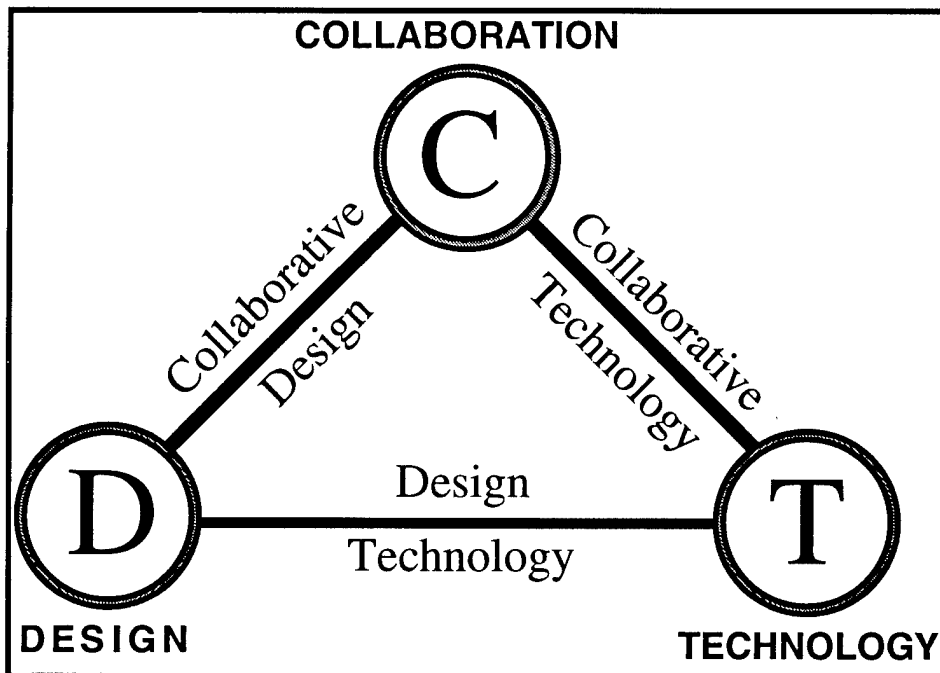 COLLABORATION
C
Collaborative
Design
Collaborative
Technology
Design
Technology
D
T
DESIGN
TECHNOLOGY